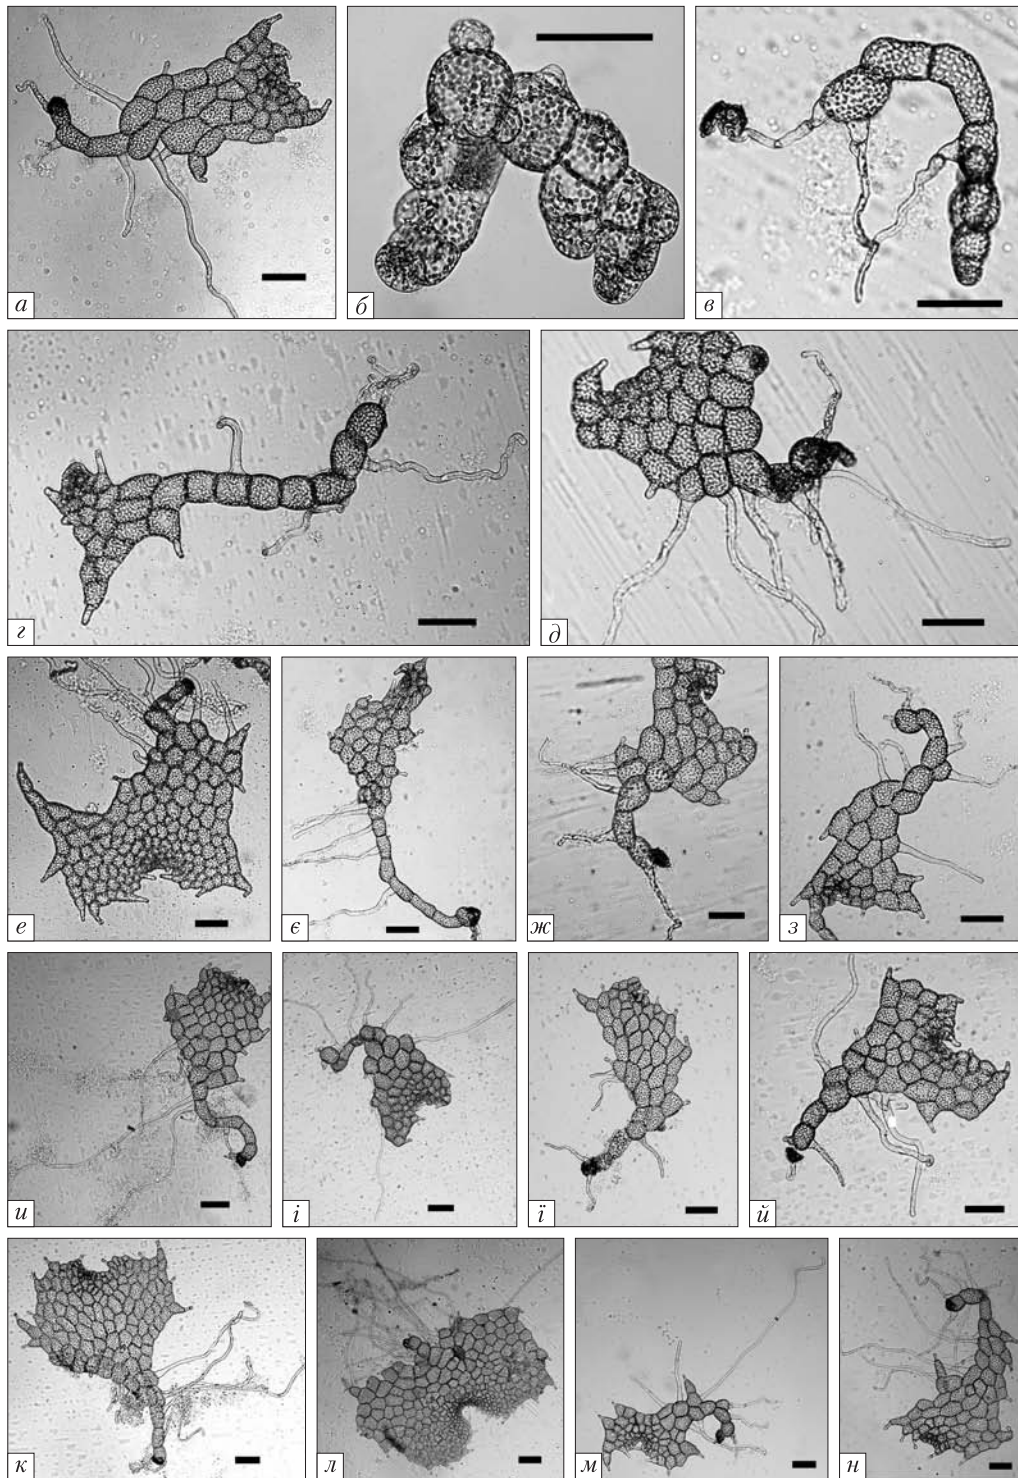 а
б
в
г
д
е
є
ж
з
и
і
ї
й
к
л
м
н